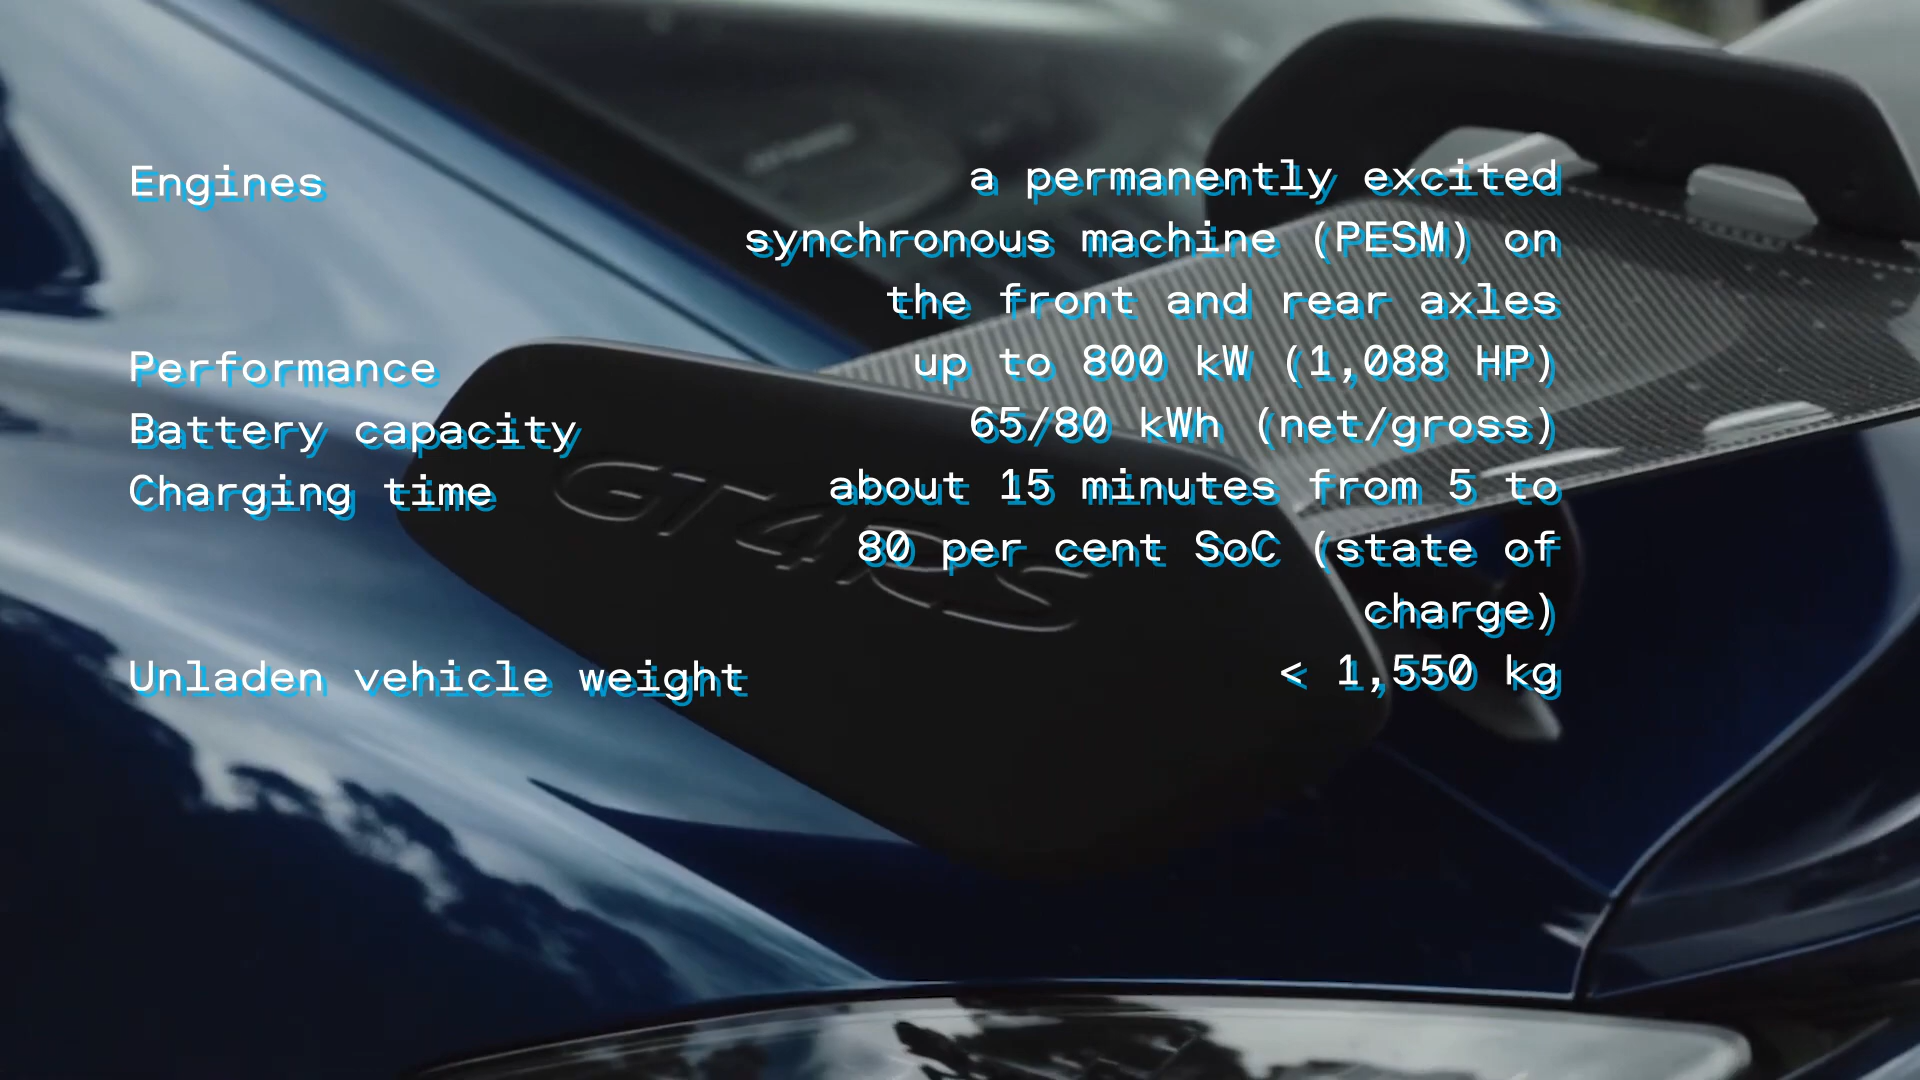 Engines a permanently excited
synchronous machine (PESM) on
the front and rear axles
Performance up to 800 kW (1,088 HP)
Battery capacity 65/80 kWh (net/gross)
Charging time about 15 minutes from 5 to
80 per cent SoC (state of
charge)
Unladen vehicle weight < 1,550 kg
GT4RS